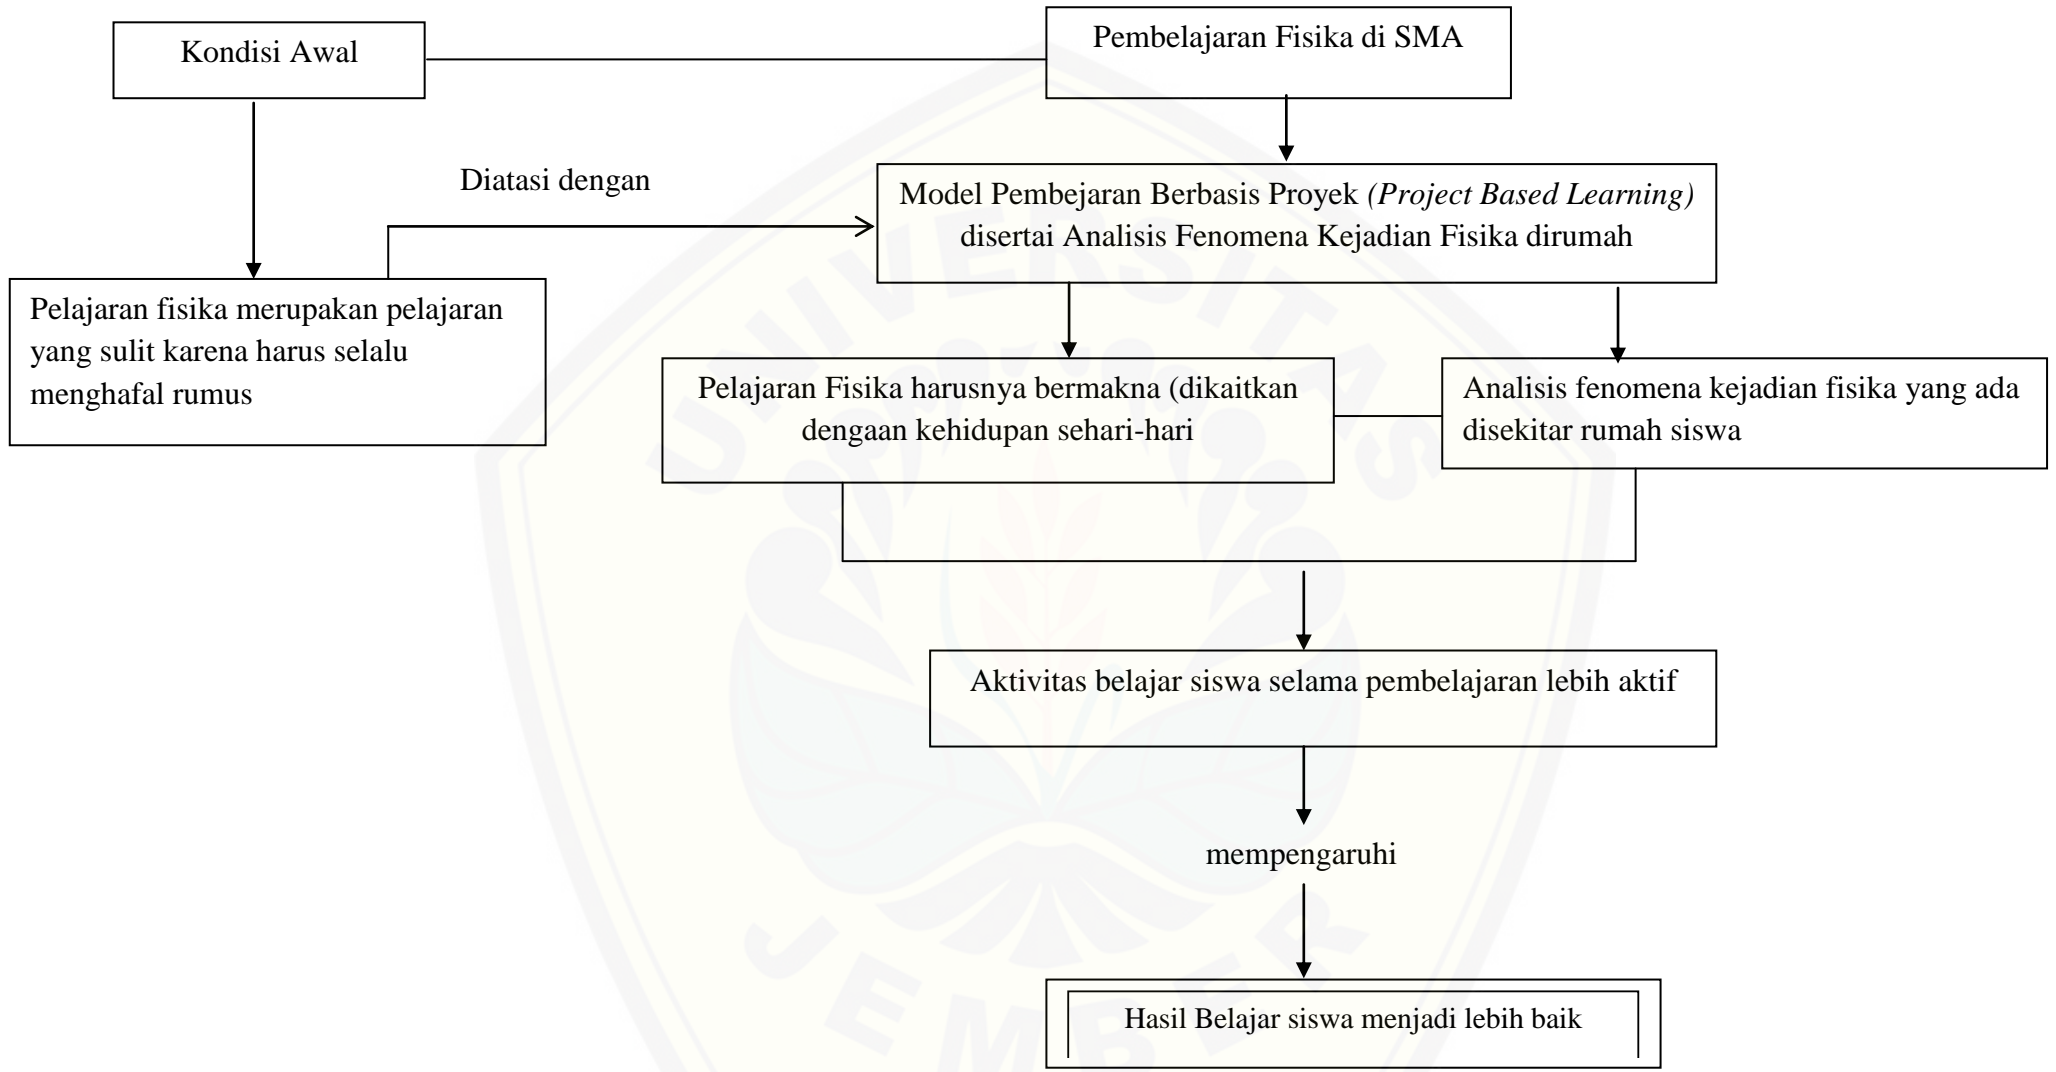 Kondisi Awal
Pembelajaran Fisika di SMA
Diatasi dengan
Model Pembejaran Berbasis Proyek (Project Based Learning)
disertai Analisis Fenomena Kejadian Fisika dirumah
Pelajaran fisika merupakan pelajaran
yang sulit karena harus selalu
menghafal rumus
Pelajaran Fisika harusnya bermakna (dikaitkan
dengaan kehidupan sehari-hari
Analisis fenomena kejadian fisika yang ada
disekitar rumah siswa
Aktivitas belajar siswa selama pembelajaran lebih aktif
mempengaruhi
Hasil Belajar siswa menjadi lebih baik
UNIVERSITAS
JEMBER